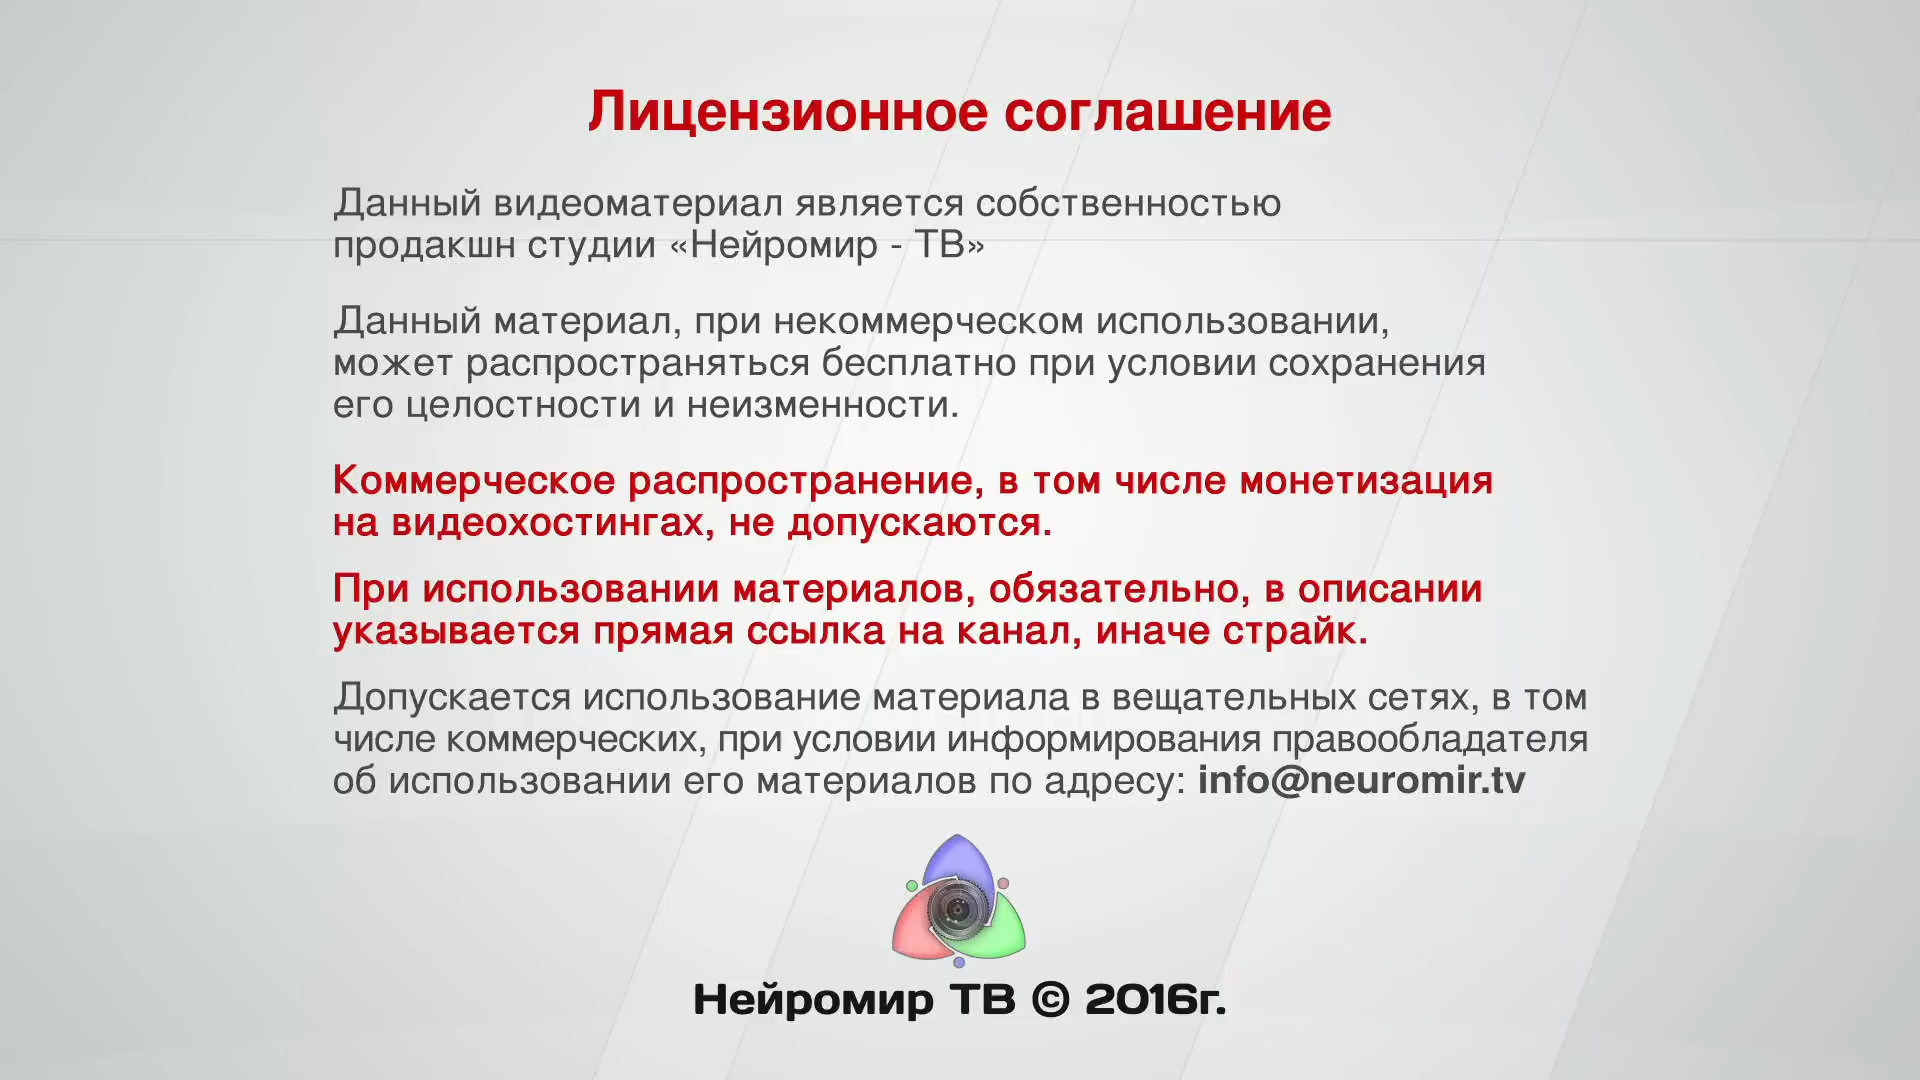 Лицензионное соглашение
Данный видеоматериал является собственностью
продакшн студии «Нейромир - ТВ»
Данный материал, при некоммерческом использовании,
может распространяться бесплатно при условии сохранения
его целостности и неизменности.
Коммерческое распространение, в том числе монетизация
на видеохостингах, не допускаются.
При использовании материалов, обязательно, в описании
указывается прямая ссылка на канал, иначе страйк.
Допускается использование материала в вещательных сетях, в том
числе коммерческих, при условии информирования правообладателя
об использовании его материалов по адресу: info@neuromir.tv
Нейромир ТВ © 2016г.